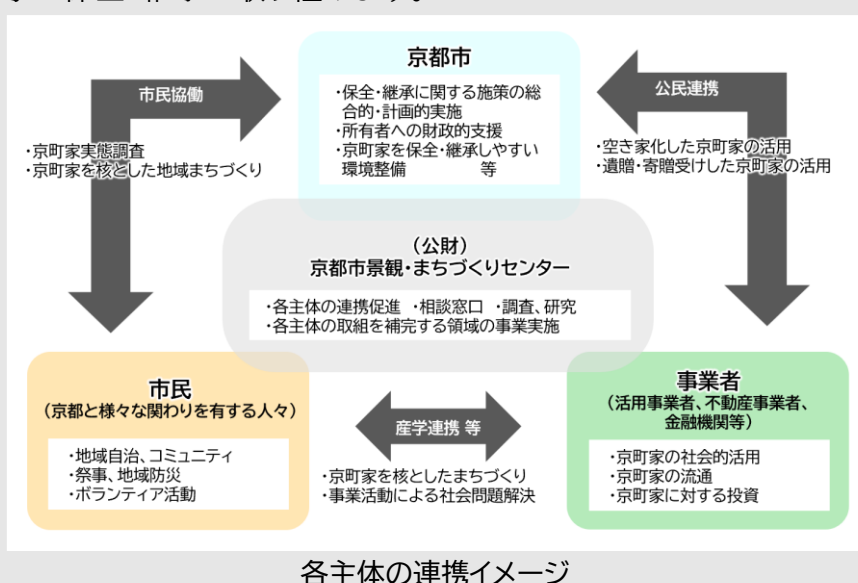 京都市
・保全・継承に関する施策の総
合的・計画的実施
・所有者への財政的支援
・京町家を保全・継承しやすい
環境整備　　　　　等
市民協働
・京町家実態調査
・京町家を核とした地域まちづくり
公民連携
・空き家化した京町家の活用
・遺贈・寄贈受けした京町家の活用
（公財）
京都市景観・まちづくりセンター
・各主体の連携促進　・相談窓口　・調査、研究
・各主体の取組を補完する領域の事業実施
市民
（京都と様々な関わりを有する人々）
・地域自治、コミュニティ
・祭事、地域防災
・ボランティア活動
産学連携 等
・京町家を核としたまちづくり
・事業活動による社会問題解決
事業者
（活用事業者、不動産事業者、
金融機関等）
・京町家の社会的活用
・京町家の流通
・京町家に対する投資
各主体の連携イメージ